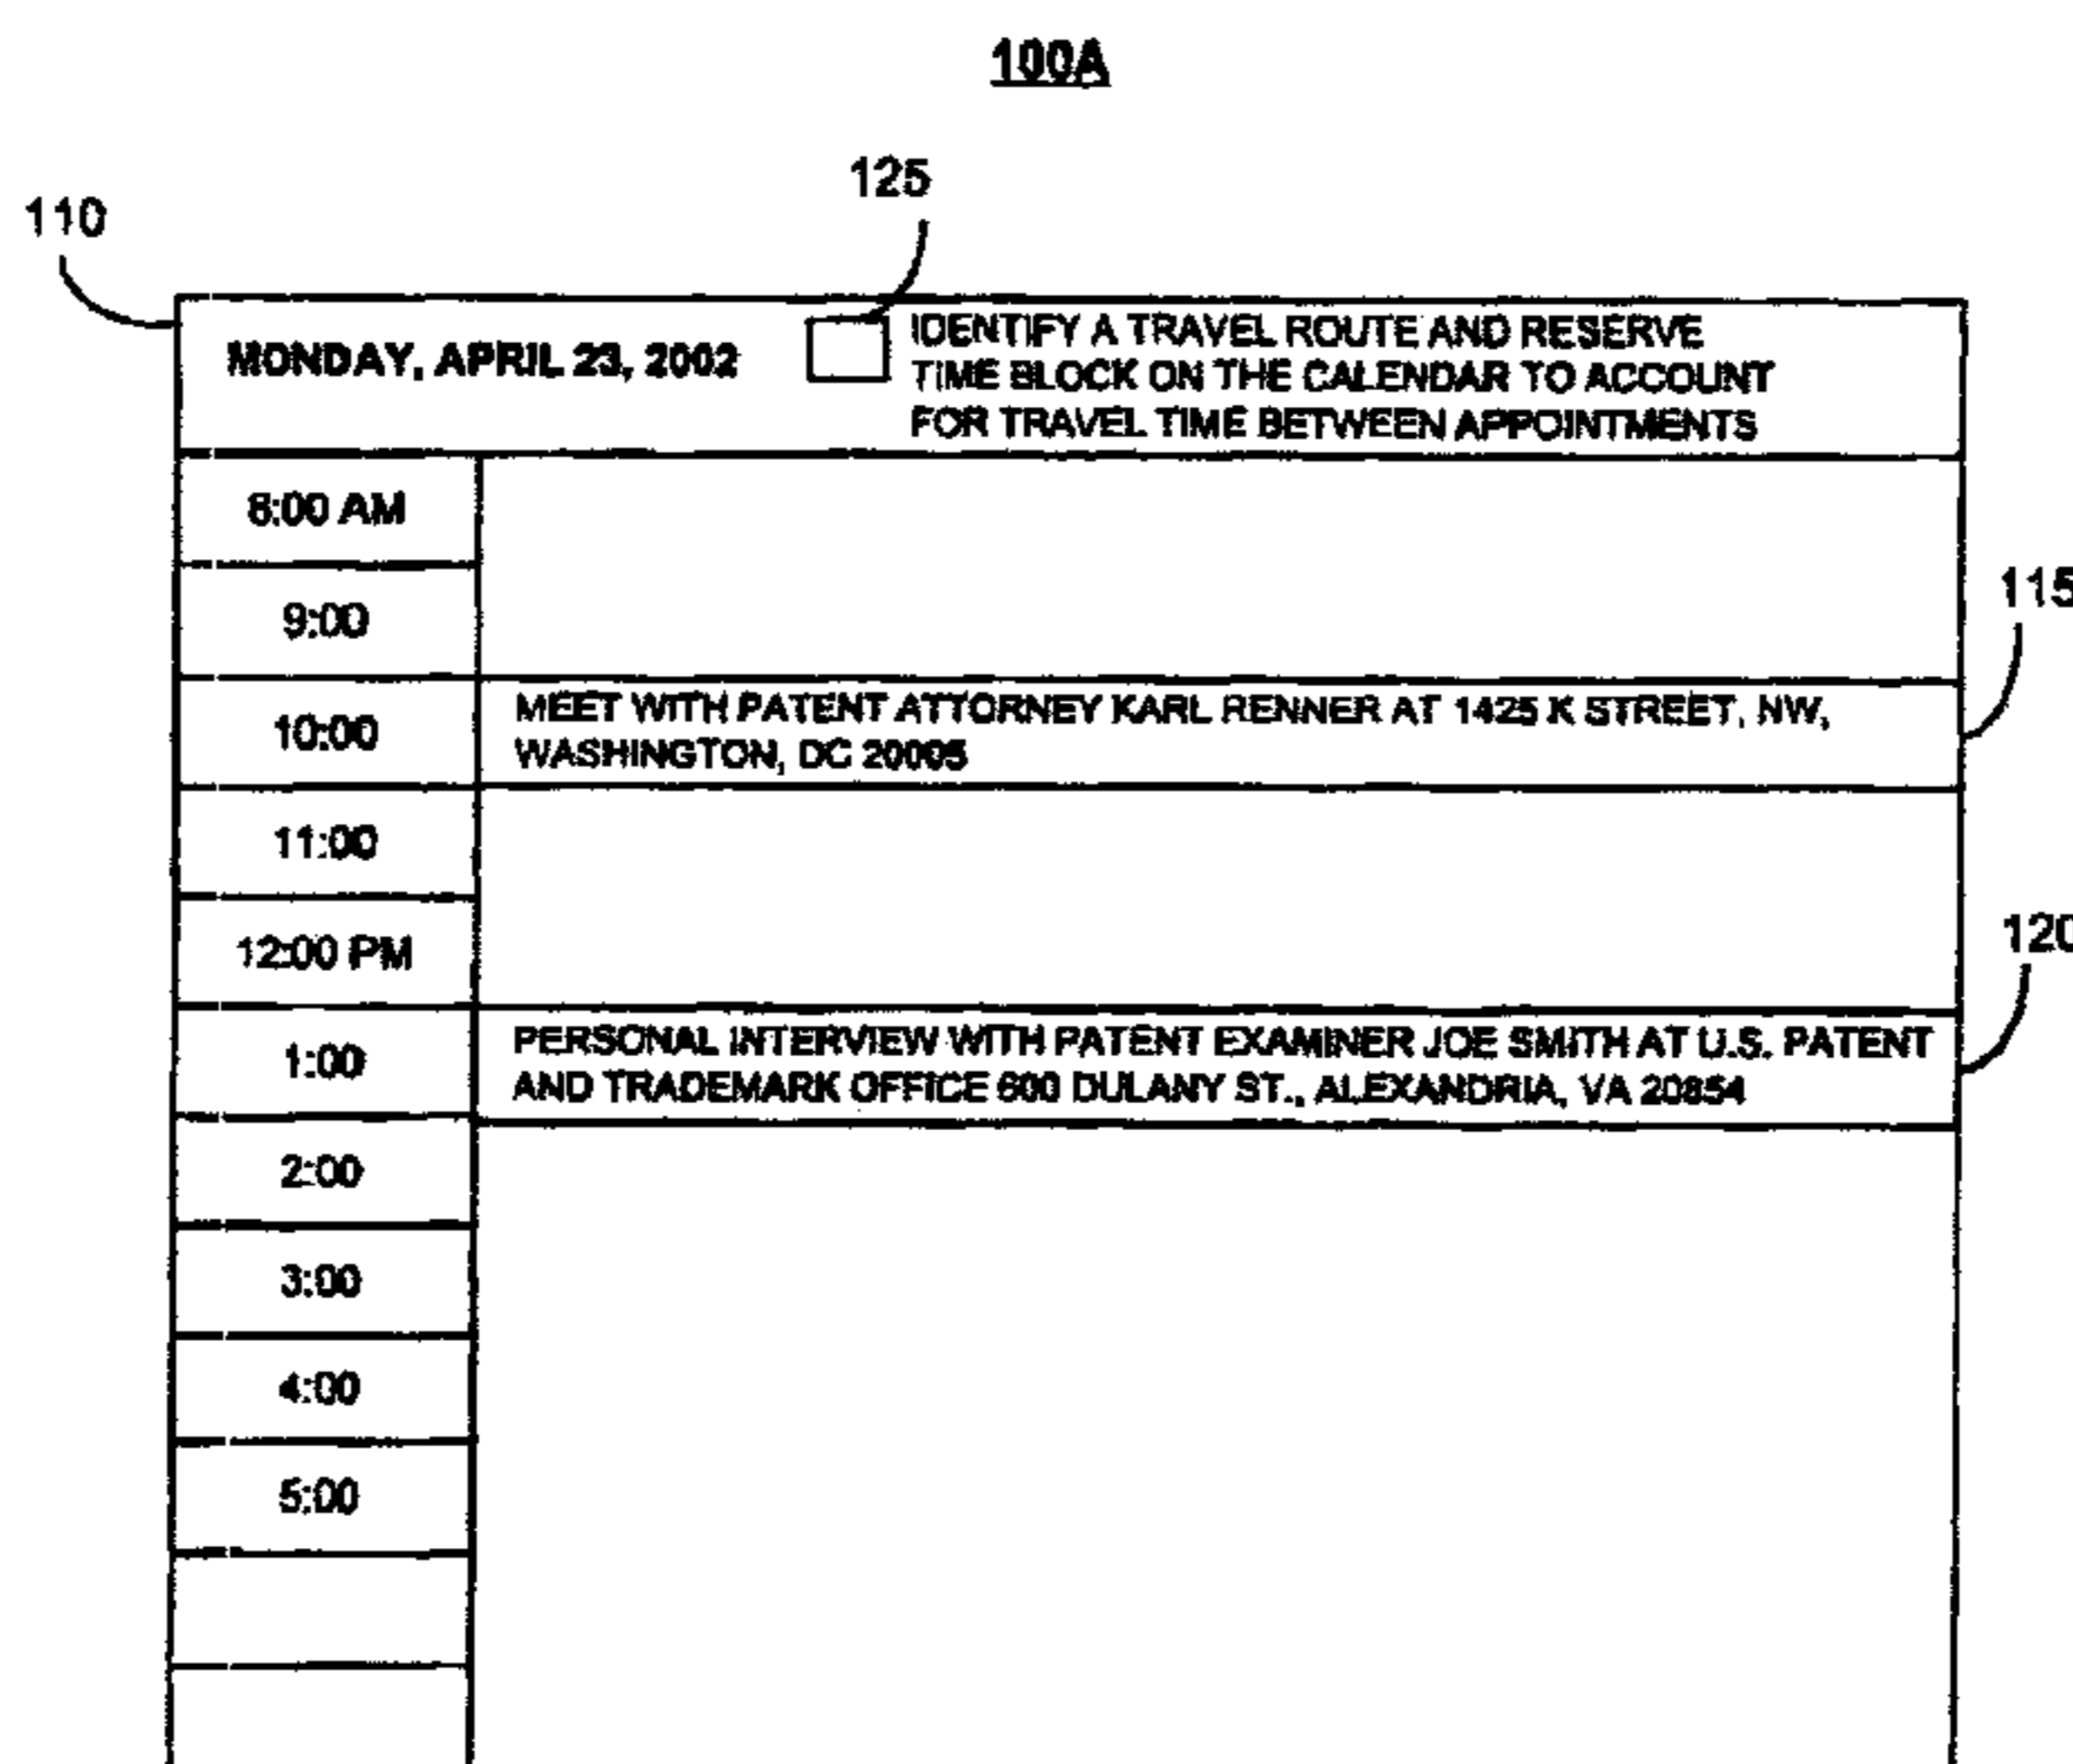 100A
125
110
MONDAY, APRIL 23, 2002
IDENTIFY A TRAVEL ROUTE AND RESERVE
TIME BLOCK ON THE CALENDAR TO ACCOUNT
FOR TRAVEL TIME BETWEEN APPOINTMENTS
8:00 AM
9:00
115
10:00
MEET WITH PATENT ATTORNEY KARL RENNER AT 1425 K STREET, NW,
WASHINGTON, DC 20005
11:00
12:00 PM
120
1:00
PERSONAL INTERVIEW WITH PATENT EXAMINER JOE SMITH AT U.S. PATENT
AND TRADEMARK OFFICE 600 DULANY ST., ALEXANDRIA, VA 20854
2:00
3:00
4:00
5:00